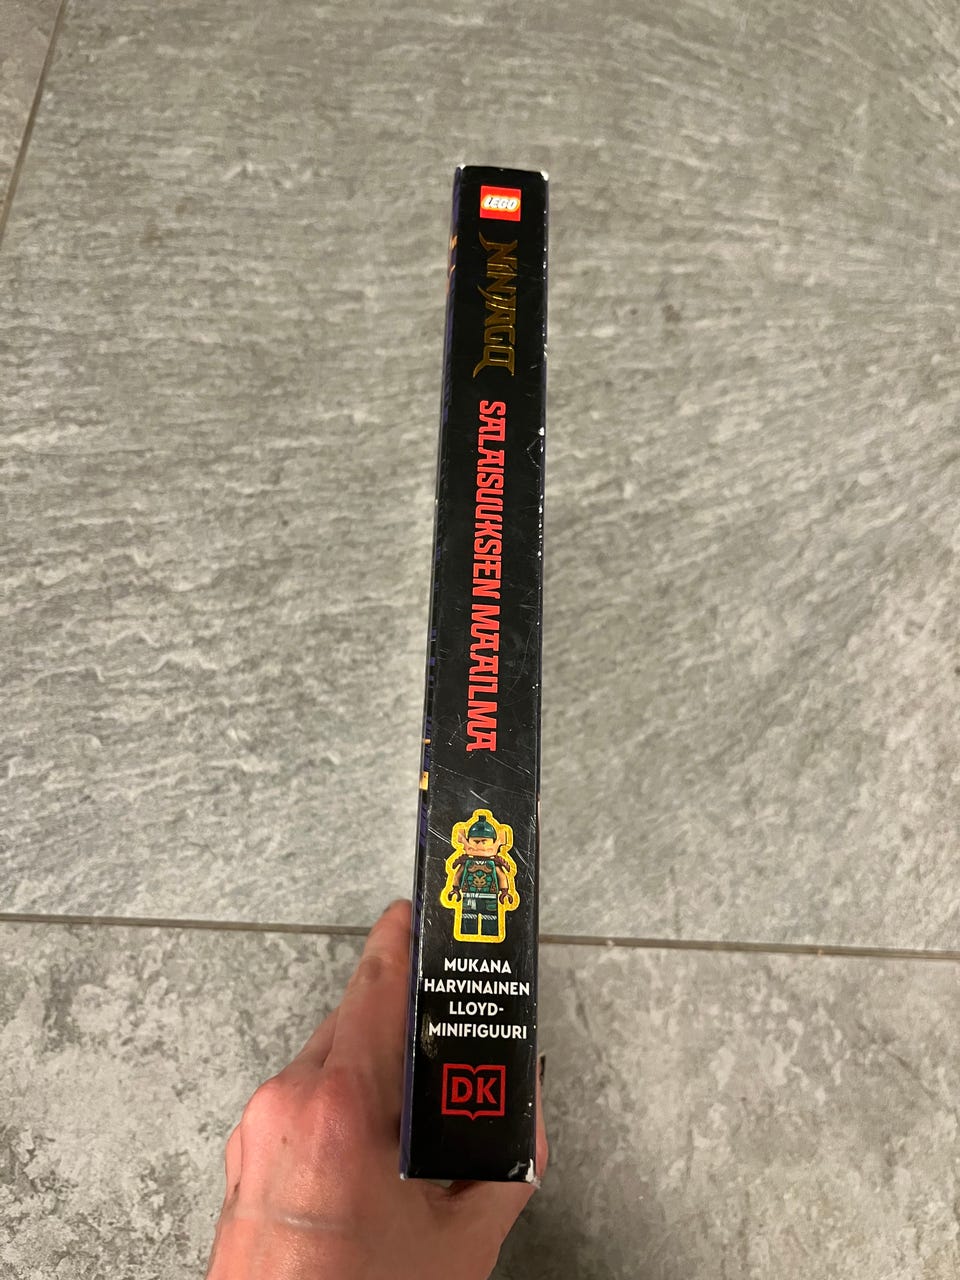 LEGO
NINJAGO
SALAISUUKSIEN MAAILMA
MUKANA
HARVINAINEN
LLOYD-
MINIFIGUURI
DK